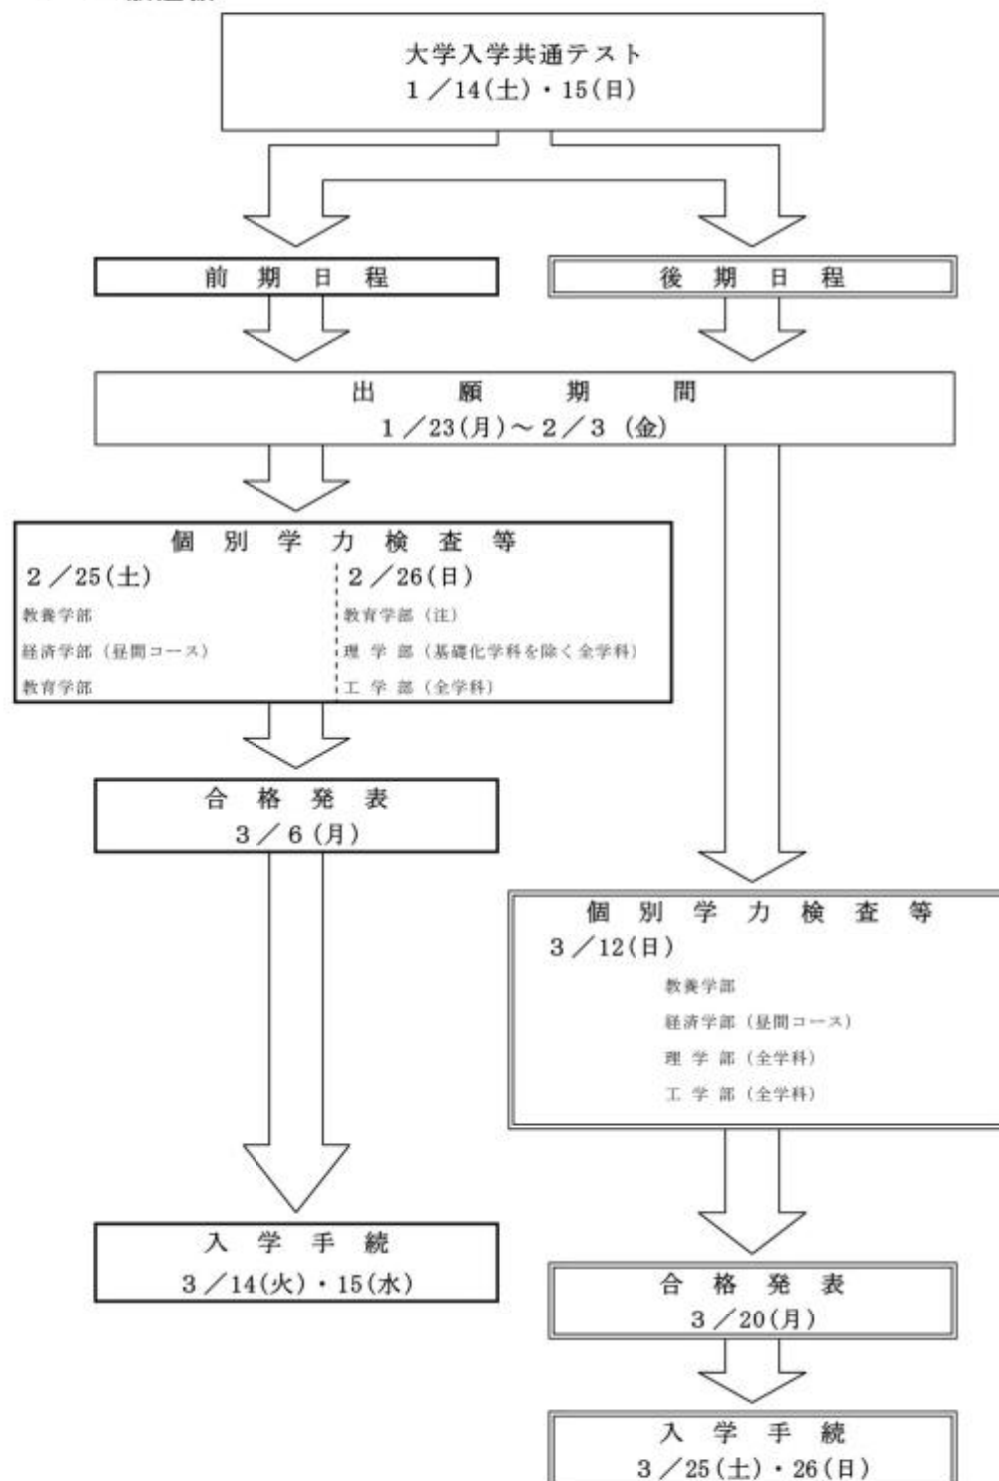 大学入学共通テスト
1／14(土)・15(日)
前期日程
後期日程
出願期間
1／23(月)～2／3 (金)
個別学力検査等
2／25(土)
教養学部
経済学部（昼間コース）
教育学部
2／26(日)
教育学部（注）
理学部（基礎化学科を除く全学科）
工学部（全学科）
合格発表
3／6(月)
個別学力検査等
3／12(日)
教養学部
経済学部（昼間コース）
理学部（全学科）
工学部（全学科）
入学手続
3／14(火)・15(水)
合格発表
3／20(月)
入学手続
3／25(土)・26(日)